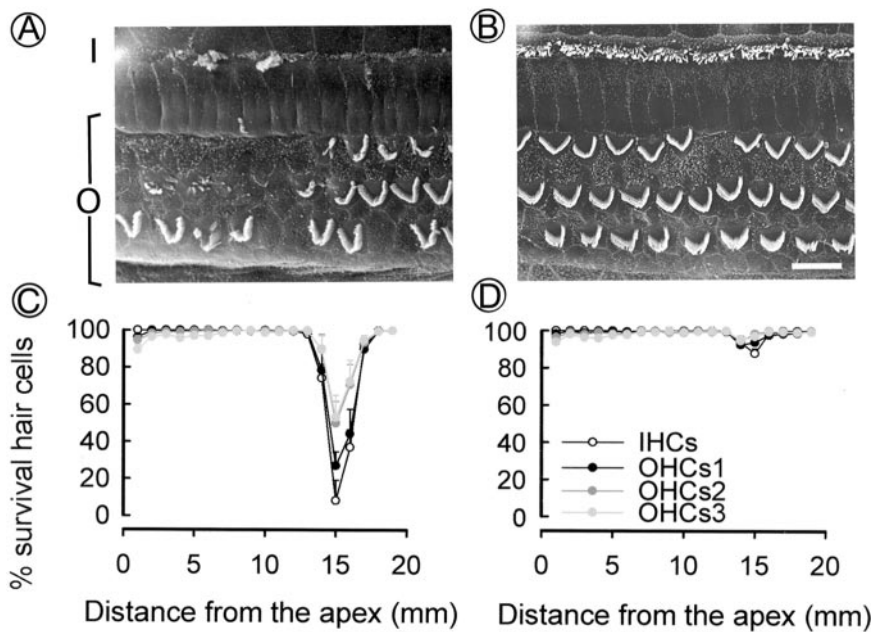 A
B
I
O
C
D
% survival hair cells
100
80
60
40
20
0
0 5 10 15 20
Distance from the apex (mm)
100
80
60
40
20
0
IHCs
OHCs1
OHCs2
OHCs3
0 5 10 15 20
Distance from the apex (mm)